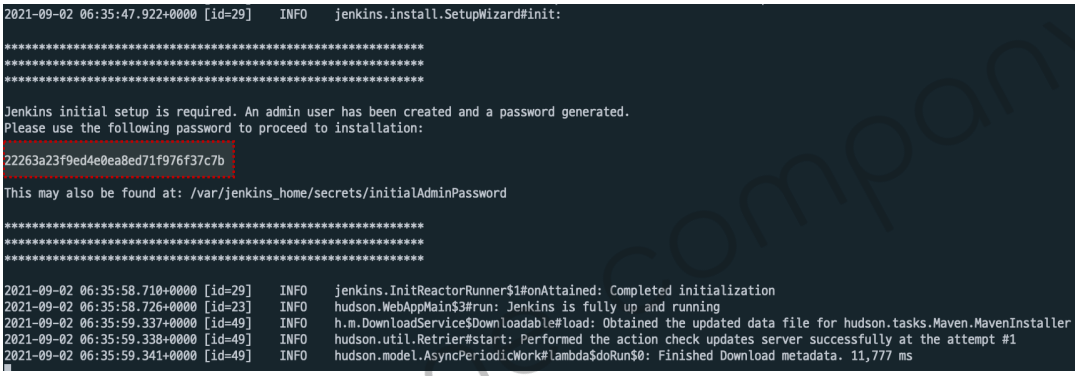 2021-09-02 06:35:47.922+0000 [id=29] INFO jenkins.install.SetupWizard#init:
*************************************************************
*************************************************************
*************************************************************
Jenkins initial setup is required. An admin user has been created and a password generated.
Please use the following password to proceed to installation:
22263a23f9ed4e0ea8ed71f976f37c7b
This may also be found at: /var/jenkins_home/secrets/initialAdminPassword
*************************************************************
*************************************************************
*************************************************************
2021-09-02 06:35:58.710+0000 [id=29] INFO jenkins.InitReactorRunner$1#onAttained: Completed initialization
2021-09-02 06:35:58.726+0000 [id=23] INFO hudson.WebAppMain$3#run: Jenkins is fully up and running
2021-09-02 06:35:59.337+0000 [id=49] INFO h.m.DownloadService$Downloadable#load: Obtained the updated data file for hudson.tasks.Maven.MavenInstaller
2021-09-02 06:35:59.338+0000 [id=49] INFO hudson.util.Retrier#start: Performed the action check updates server successfully at the attempt #1
2021-09-02 06:35:59.341+0000 [id=49] INFO hudson.model.AsyncPeriodicWork#lambda$doRun$0: Finished Download metadata. 11,777 ms
company